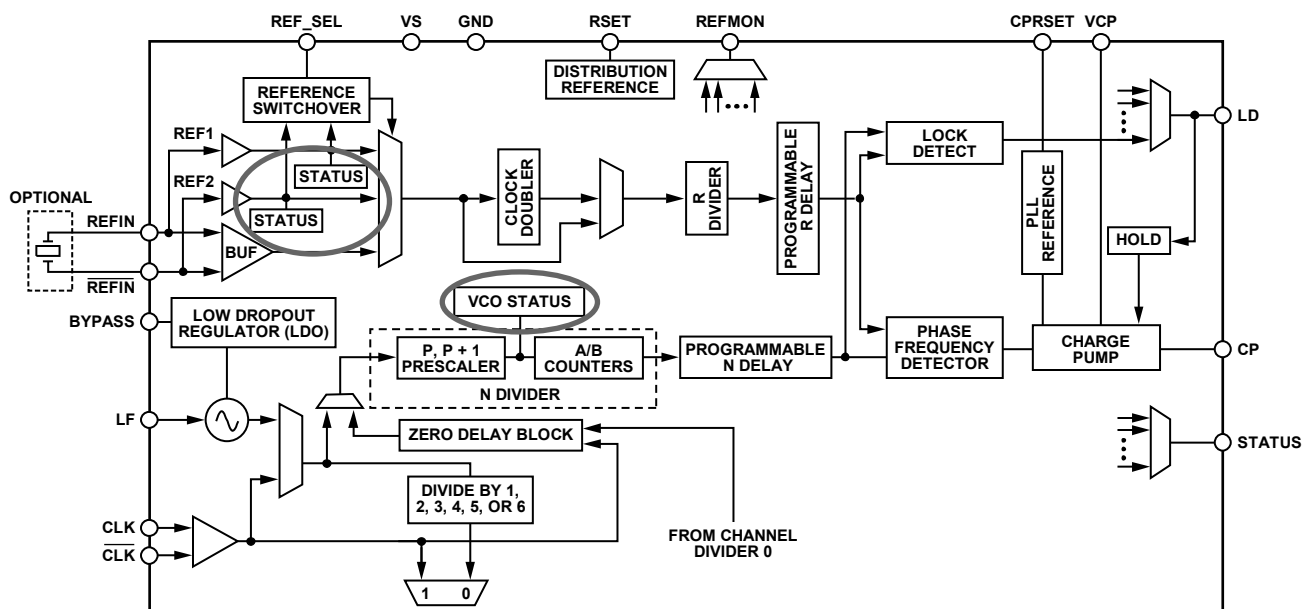 REF_SEL
VS
GND
RSET
REFMON
CPRSET
VCP
REFERENCE
SWITCHOVER
DISTRIBUTION
REFERENCE
REF1
REF2
STATUS
STATUS
BUF
OPTIONAL
REFIN
REFIN
CLOCK
DOUBLER
R
DIVIDER
PROGRAMMABLE
R DELAY
LOCK
DETECT
LD
PLL
REFERENCE
HOLD
BYPASS
LOW DROPOUT
REGULATOR (LDO)
VCO STATUS
P, P + 1
PRESCALER
A/B
COUNTERS
N DIVIDER
PROGRAMMABLE
N DELAY
PHASE
FREQUENCY
DETECTOR
CHARGE
PUMP
CP
LF
ZERO DELAY BLOCK
STATUS
DIVIDE BY 1,
2, 3, 4, 5, OR 6
CLK
CLK
FROM CHANNEL
DIVIDER 0
1 0